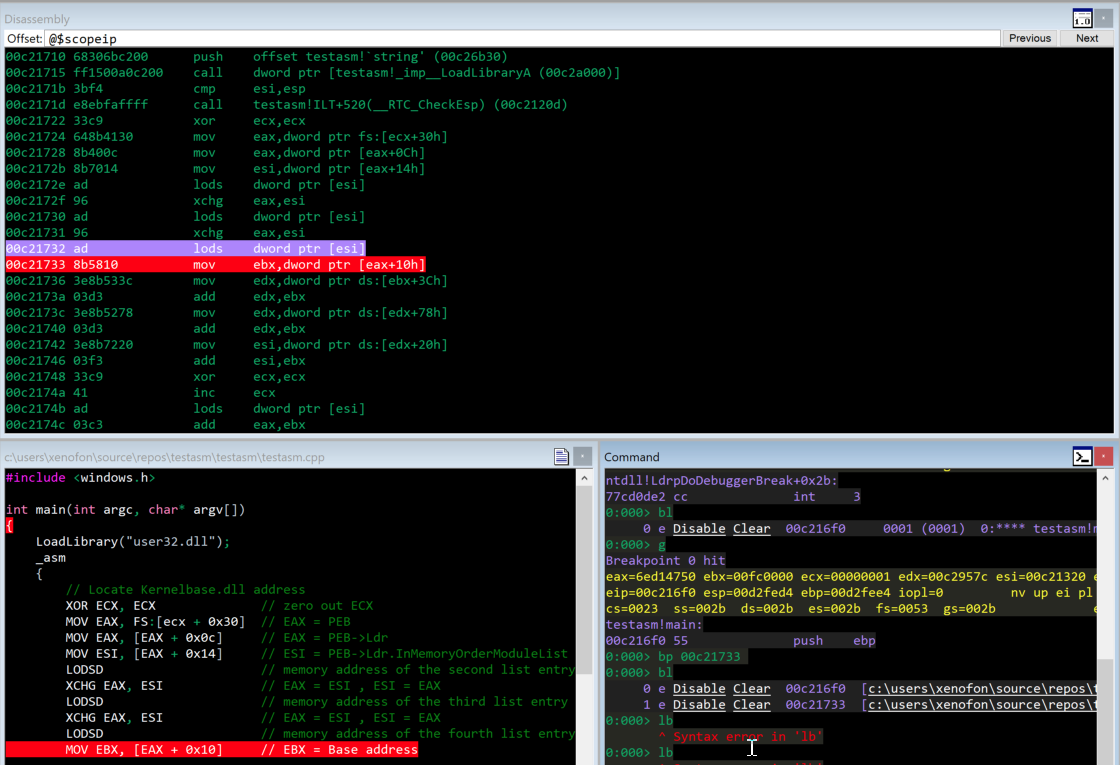 Disassembly
1.0
Offset: @$scopeip
Previous Next
00c21710 68306bc200 push offset testasm!`string' (00c26b30)
00c21715 ff1500a0c200 call dword ptr [testasm!_imp__LoadLibraryA (00c2a000)]
00c2171b 3bf4 cmp esi,esp
00c2171d e8ebfaffff call testasm!ILT+520(__RTC_CheckEsp) (00c2120d)
00c21722 33c9 xor ecx,ecx
00c21724 648b4130 mov eax,dword ptr fs:[ecx+30h]
00c21728 8b400c mov eax,dword ptr [eax+0Ch]
00c2172b 8b7014 mov esi,dword ptr [eax+14h]
00c2172e ad lods dword ptr [esi]
00c2172f 96 xchg eax,esi
00c21730 ad lods dword ptr [esi]
00c21731 96 xchg eax,esi
00c21732 ad lods dword ptr [esi]
00c21733 8b5810 mov ebx,dword ptr [eax+10h]
00c21736 3e8b533c mov edx,dword ptr ds:[ebx+3Ch]
00c2173a 03d3 add edx,ebx
00c2173c 3e8b5278 mov edx,dword ptr ds:[edx+78h]
00c21740 03d3 add edx,ebx
00c21742 3e8b7220 mov esi,dword ptr ds:[edx+20h]
00c21746 03f3 add esi,ebx
00c21748 33c9 xor ecx,ecx
00c2174a 41 inc ecx
00c2174b ad lods dword ptr [esi]
00c2174c 03c3 add eax,ebx
c:\users\xenofon\source\repos\testasm\testasm\testasm.cpp
#include <windows.h>
int main(int argc, char* argv[])
{
LoadLibrary("user32.dll");
_asm
{
// Locate Kernelbase.dll address
XOR ECX, ECX // zero out ECX
MOV EAX, FS:[ecx + 0x30] // EAX = PEB
MOV EAX, [EAX + 0x0c] // EAX = PEB->Ldr
MOV ESI, [EAX + 0x14] // ESI = PEB->Ldr.InMemoryOrderModuleList
LODSD // memory address of the second list entry
XCHG EAX, ESI // EAX = ESI , ESI = EAX
LODSD // memory address of the third list entry
XCHG EAX, ESI // EAX = ESI , ESI = EAX
LODSD // memory address of the fourth list entry
MOV EBX, [EAX + 0x10] // EBX = Base address
Command
ntdll!LdrpDoDebuggerBreak+0x2b:
77cd0de2 cc int 3
0:000> bl
0 e Disable Clear 00c216f0 0001 (0001) 0:**** testasm!
0:000> g
Breakpoint 0 hit
eax=6ed14750 ebx=00fc0000 ecx=00000001 edx=00c2957c esi=00c21320 e
eip=00c216f0 esp=00d2fed4 ebp=00d2fee4 iopl=0 nv up ei pl
cs=0023 ss=002b ds=002b es=002b fs=0053 gs=002b
testasm!main:
00c216f0 55 push ebp
0:000> bp 00c21733
0:000> bl
0 e Disable Clear 00c216f0 [c:\users\xenofon\source\repos\t
1 e Disable Clear 00c21733 [c:\users\xenofon\source\repos\t
0:000> lb
^ Syntax error in 'lb'
0:000> lb